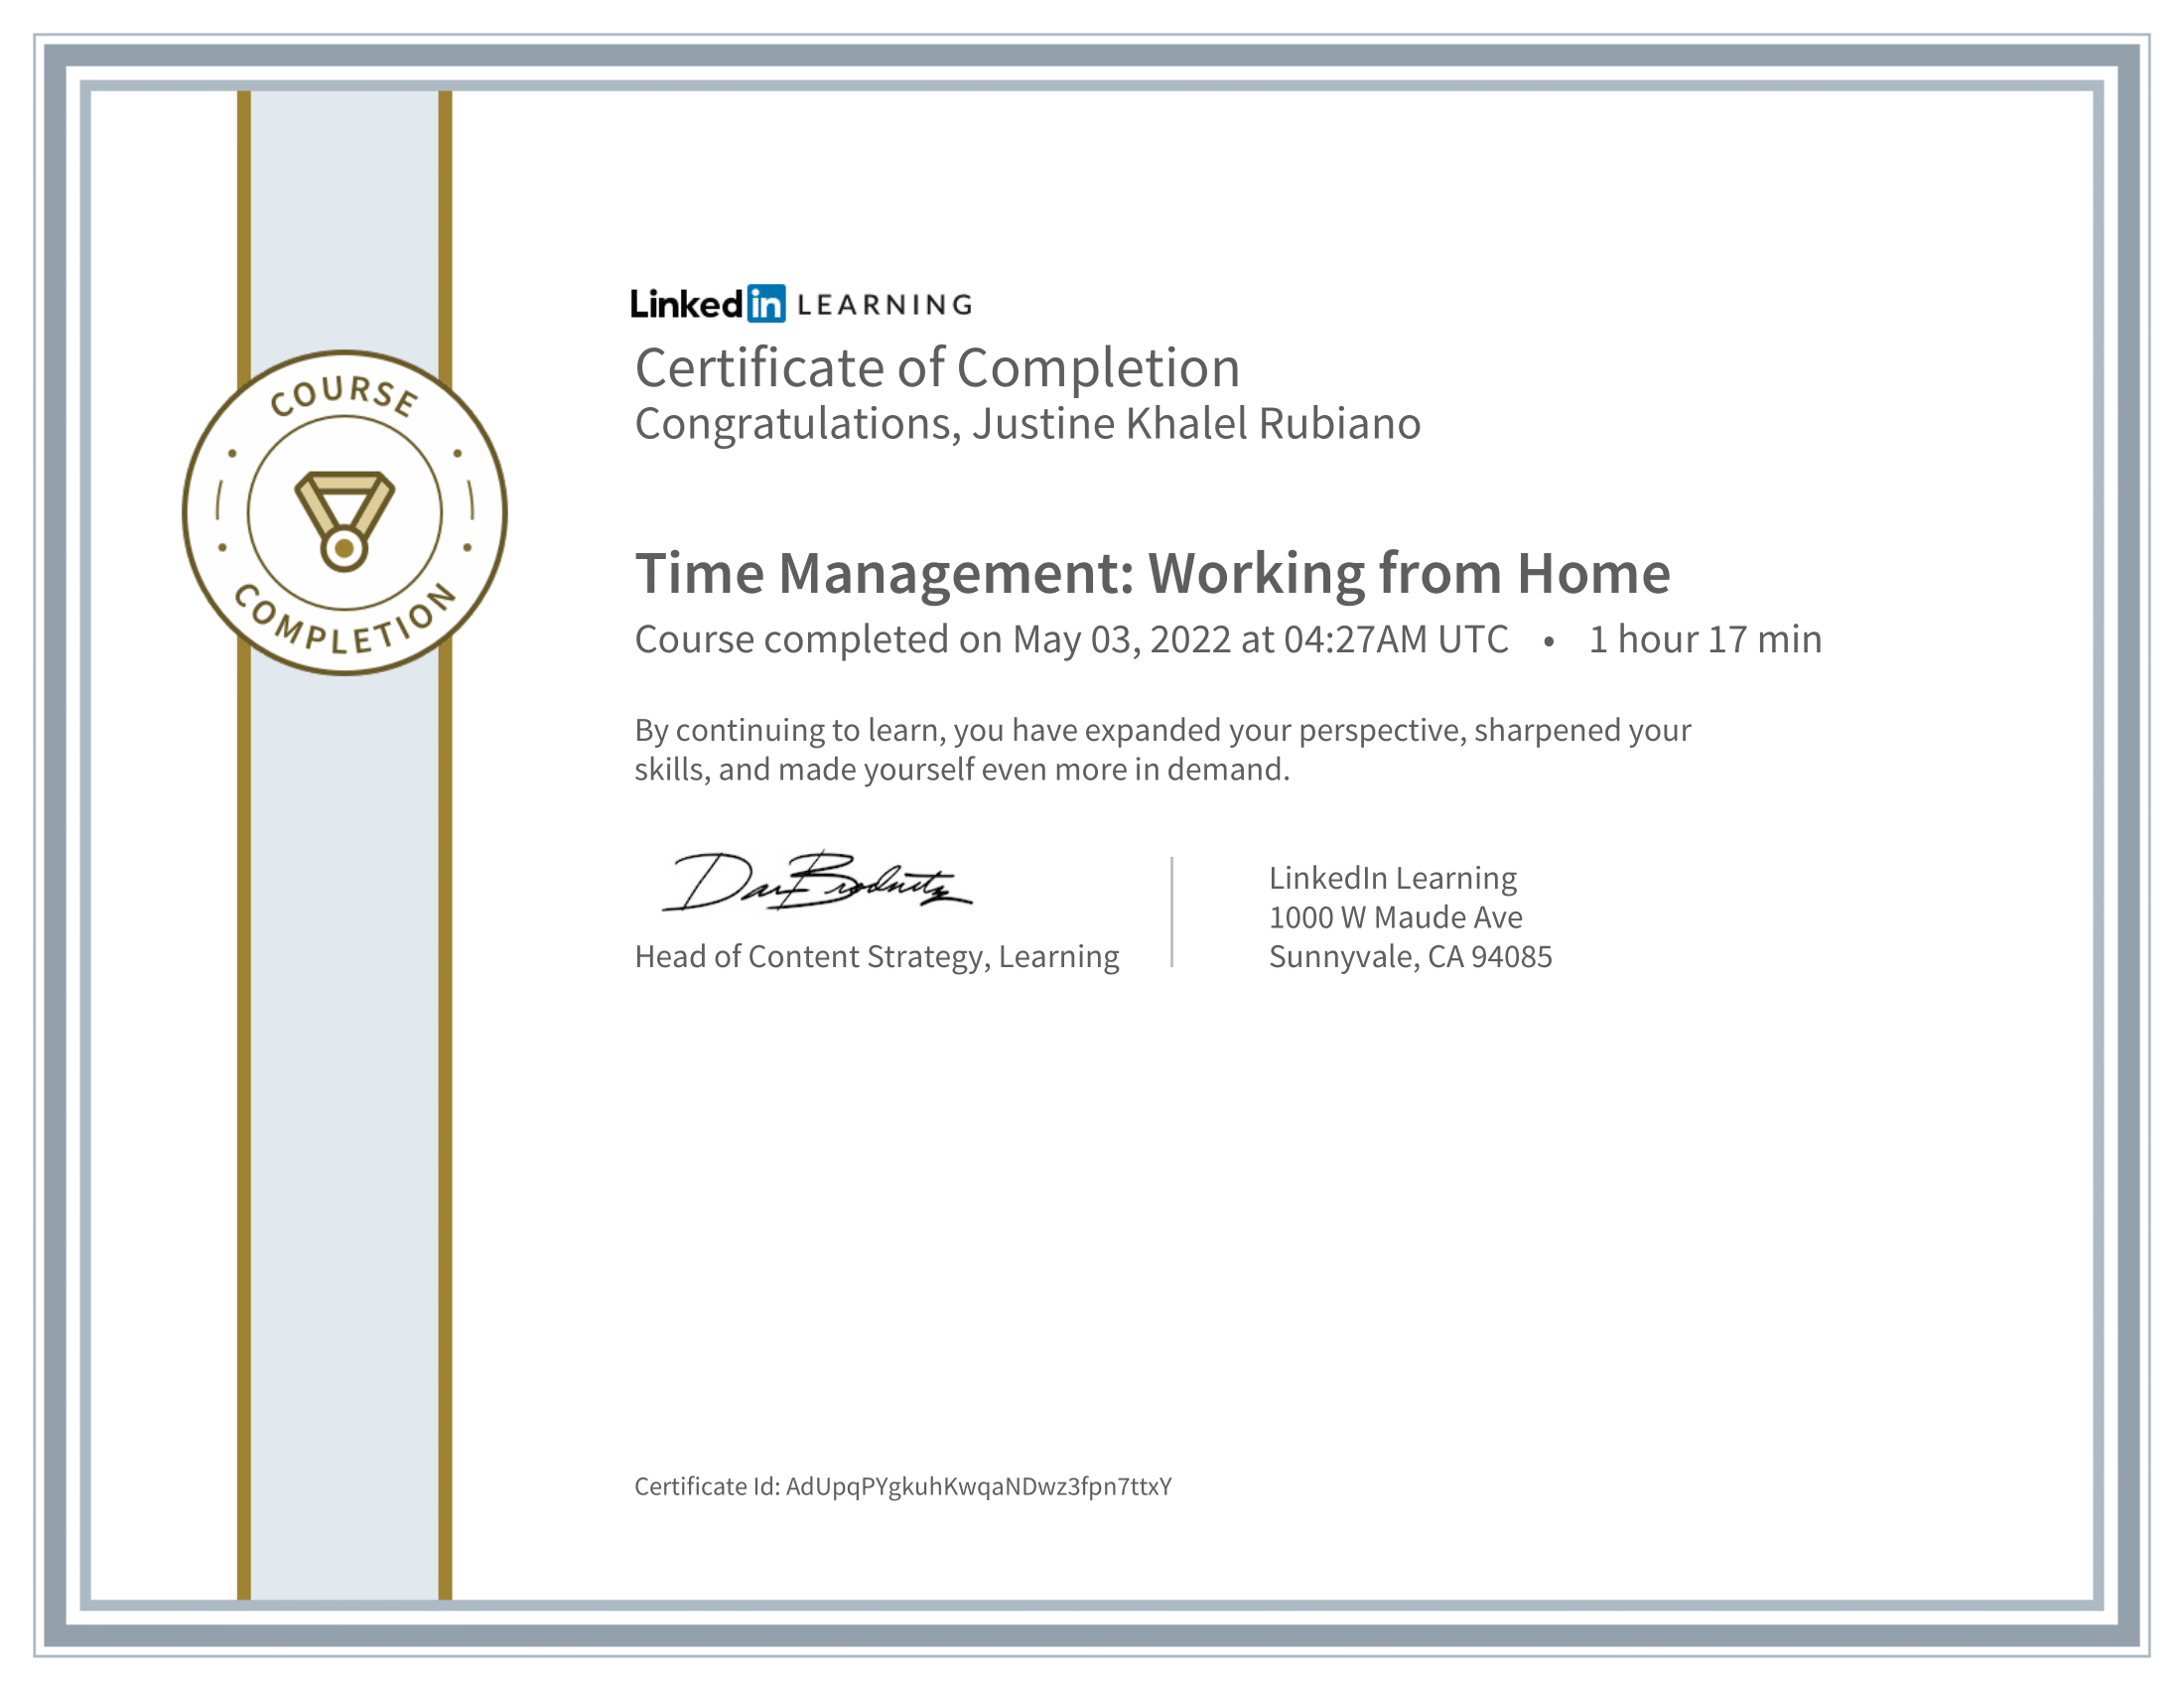 LinkedIn LEARNING
Certificate of Completion
Congratulations, Justine Khalel Rubiano
COURSE
COMPLETION
Time Management: Working from Home
Course completed on May 03, 2022 at 04:27AM UTC • 1 hour 17 min
By continuing to learn, you have expanded your perspective, sharpened your
skills, and made yourself even more in demand.
Dan Brodnitz
Head of Content Strategy, Learning
LinkedIn Learning
1000 W Maude Ave
Sunnyvale, CA 94085
Certificate Id: AdUpqPYgkuhKwqaNDwz3fpn7ttxY